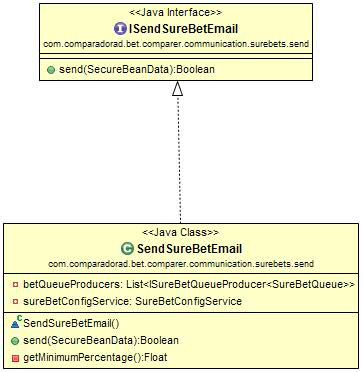 <<Java Interface>>
I ISendSureBetEmail
com.comparadorad.bet.comparer.communication.surebets.send
send(SecureBeanData):Boolean
<<Java Class>>
C SendSureBetEmail
com.comparadorad.bet.comparer.communication.surebets.send
betQueueProducers: List<ISureBetQueueProducer<SureBetQueue>>
sureBetConfigService: SureBetConfigService
C SendSureBetEmail()
send(SecureBeanData):Boolean
getMinimumPercentage():Float